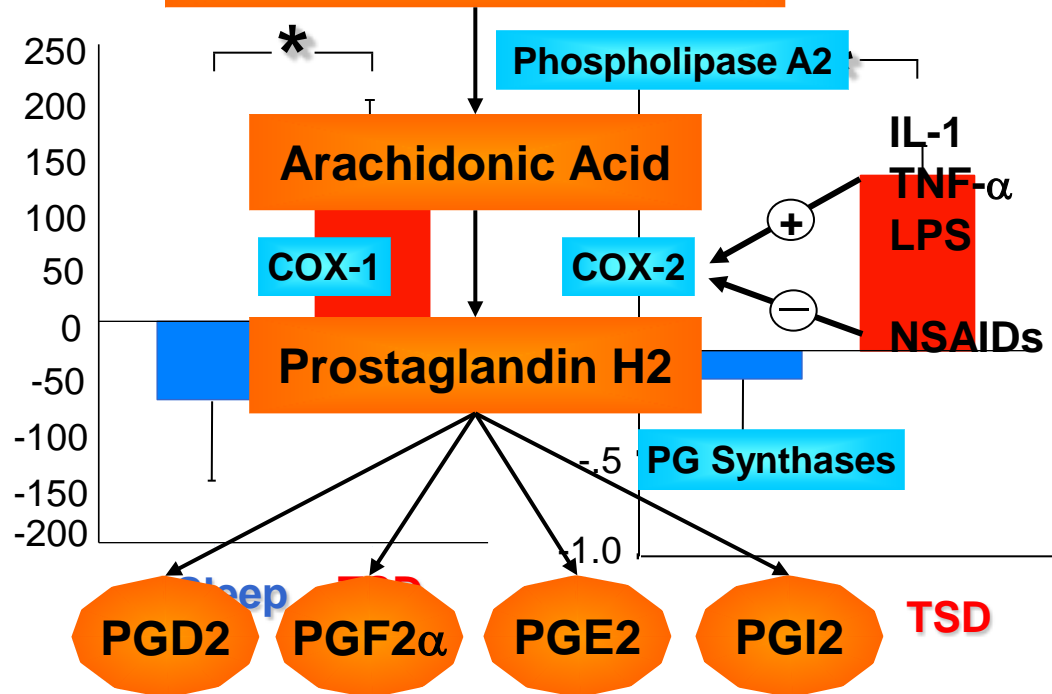 250
200
150
100
50
0
-50
-100
-150
-200
*
Phospholipase A2
Arachidonic Acid
IL-1
TNF-α
LPS
COX-1
COX-2
+
−
NSAIDs
Prostaglandin H2
-.5
PG Synthases
-1.0
PGD2
PGF2α
PGE2
PGI2
TSD